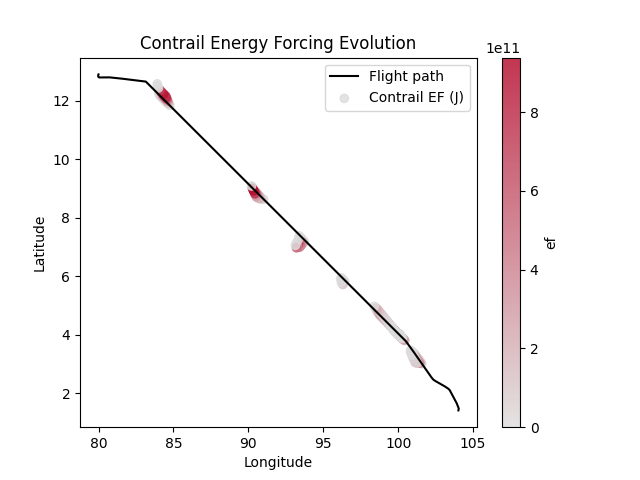 Contrail Energy Forcing Evolution
1e11
Flight path
Contrail EF (J)
12
10
8
6
4
2
Latitude
80
85
90
95
100
105
Longitude
8
6
4
2
0
ef